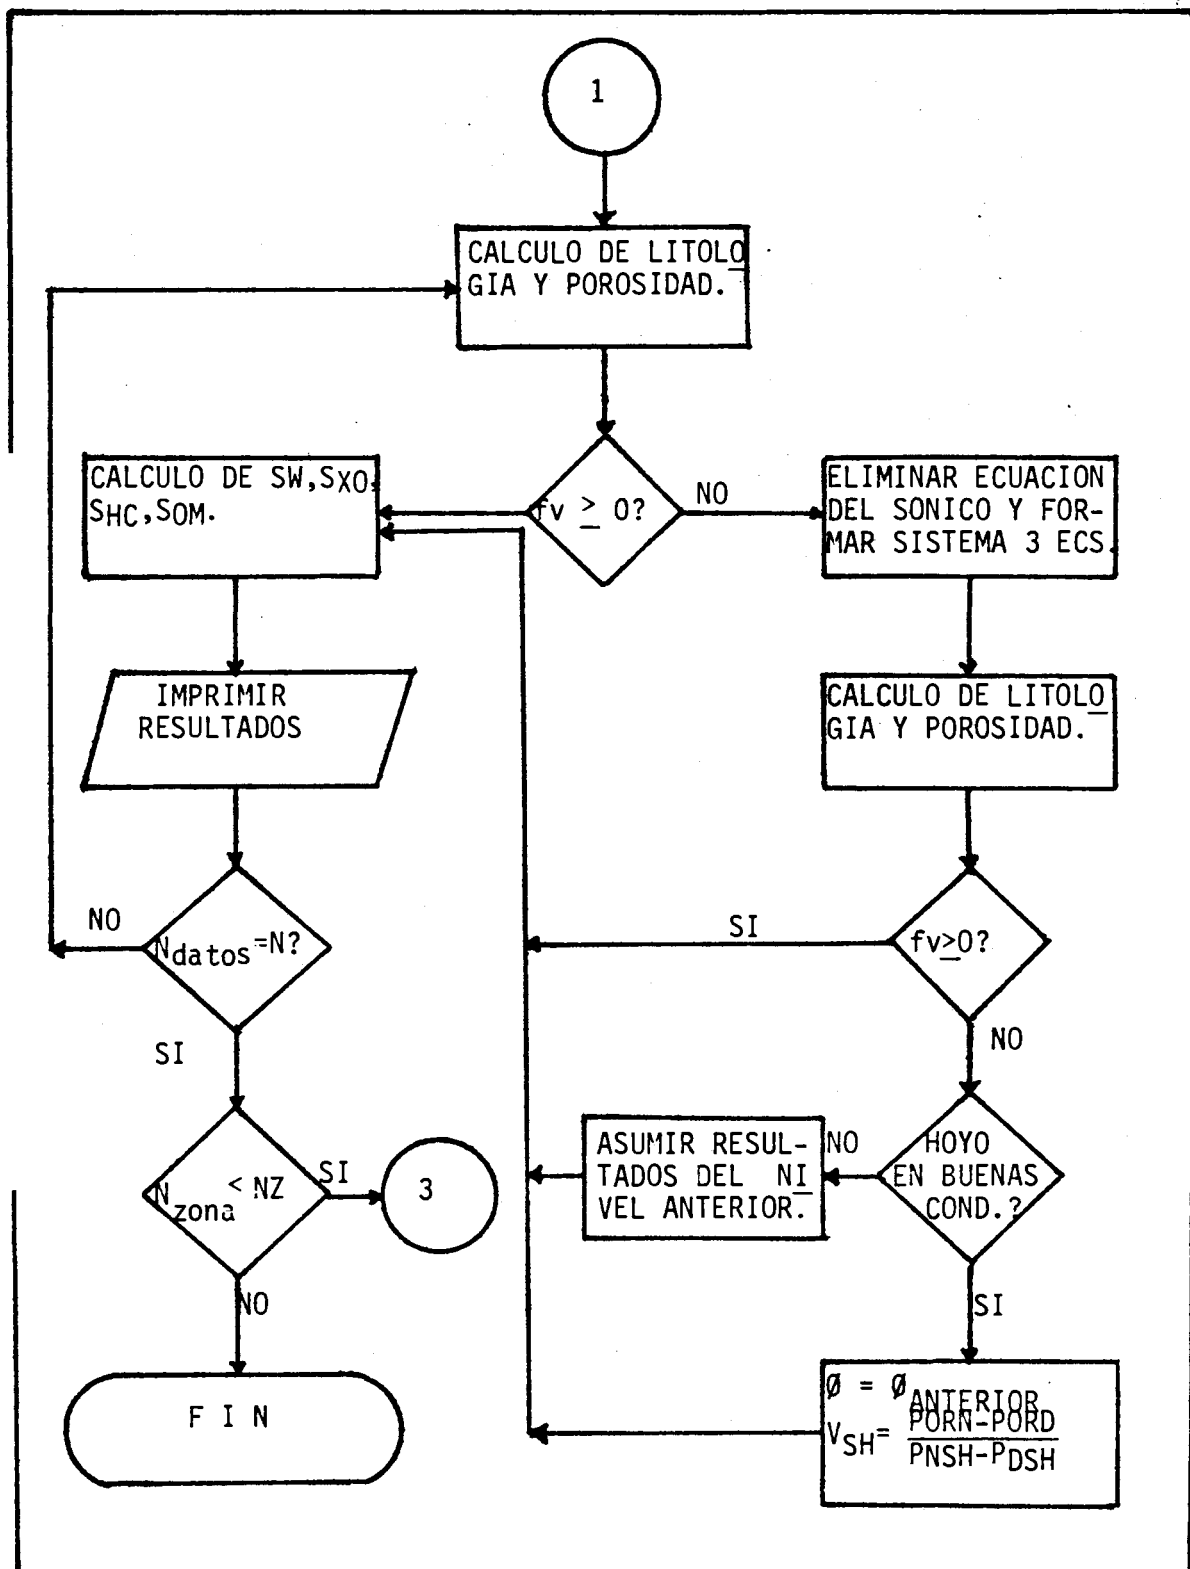 1
CALCULO DE LITOLO
GIA Y POROSIDAD.
fv ≥ 0?
NO
CALCULO DE SW,SXO,
SHC,SOM.
ELIMINAR ECUACION
DEL SONICO Y FOR-
MAR SISTEMA 3 ECS.
IMPRIMIR
RESULTADOS
CALCULO DE LITOLO
GIA Y POROSIDAD.
NO
Ndatos=N?
SI
SI
fv≥0?
NO
Nzona < NZ
SI
3
NO
ASUMIR RESUL-
TADOS DEL NI
VEL ANTERIOR.
NO
HOYO
EN BUENAS
COND.?
SI
F I N
Ø = ØANTERIOR
VSH= PORN-PORD
PNSH-PDSH